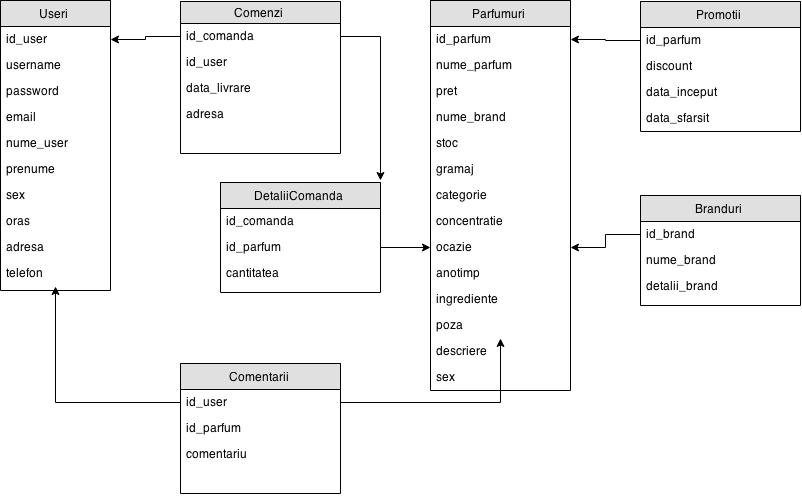 Useri
id_user
username
password
email
nume_user
prenume
sex
oras
adresa
telefon
Comenzi
id_comanda
id_user
data_livrare
adresa
DetaliiComanda
id_comanda
id_parfum
cantitatea
Comentarii
id_user
id_parfum
comentariu
Parfumuri
id_parfum
nume_parfum
pret
nume_brand
stoc
gramaj
categorie
concentratie
ocazie
anotimp
ingrediente
poza
descriere
sex
Promotii
id_parfum
discount
data_inceput
data_sfarsit
Branduri
id_brand
nume_brand
detalii_brand